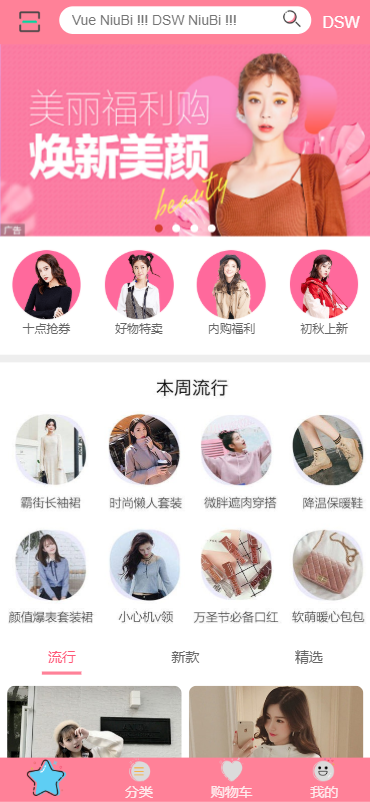 Vue NiuBi !!! DSW NiuBi !!!
DSW
美丽福利购
焕新美颜
beauty
广告
十点抢券
好物特卖
内购福利
初秋上新
本周流行
霸街长袖裙
时尚懒人套装
微胖遮肉穿搭
降温保暖鞋
颜值爆表套装裙
小心机v领
万圣节必备口红
软萌暖心包包
流行
新款
精选
分类
购物车
我的